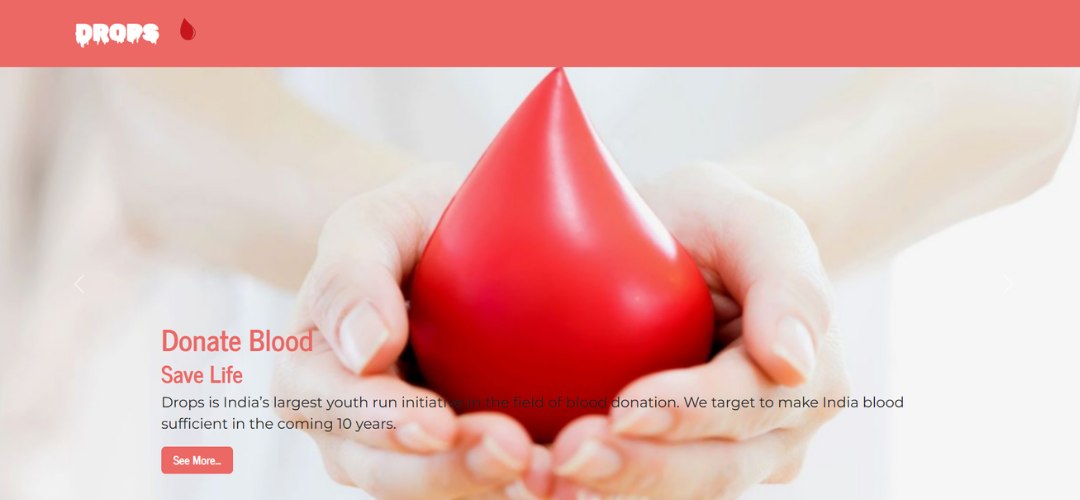 DROPS
Donate Blood
Save Life
Drops is India's largest youth run initiative in the field of blood donation. We target to make India blood
sufficient in the coming 10 years.
See More...